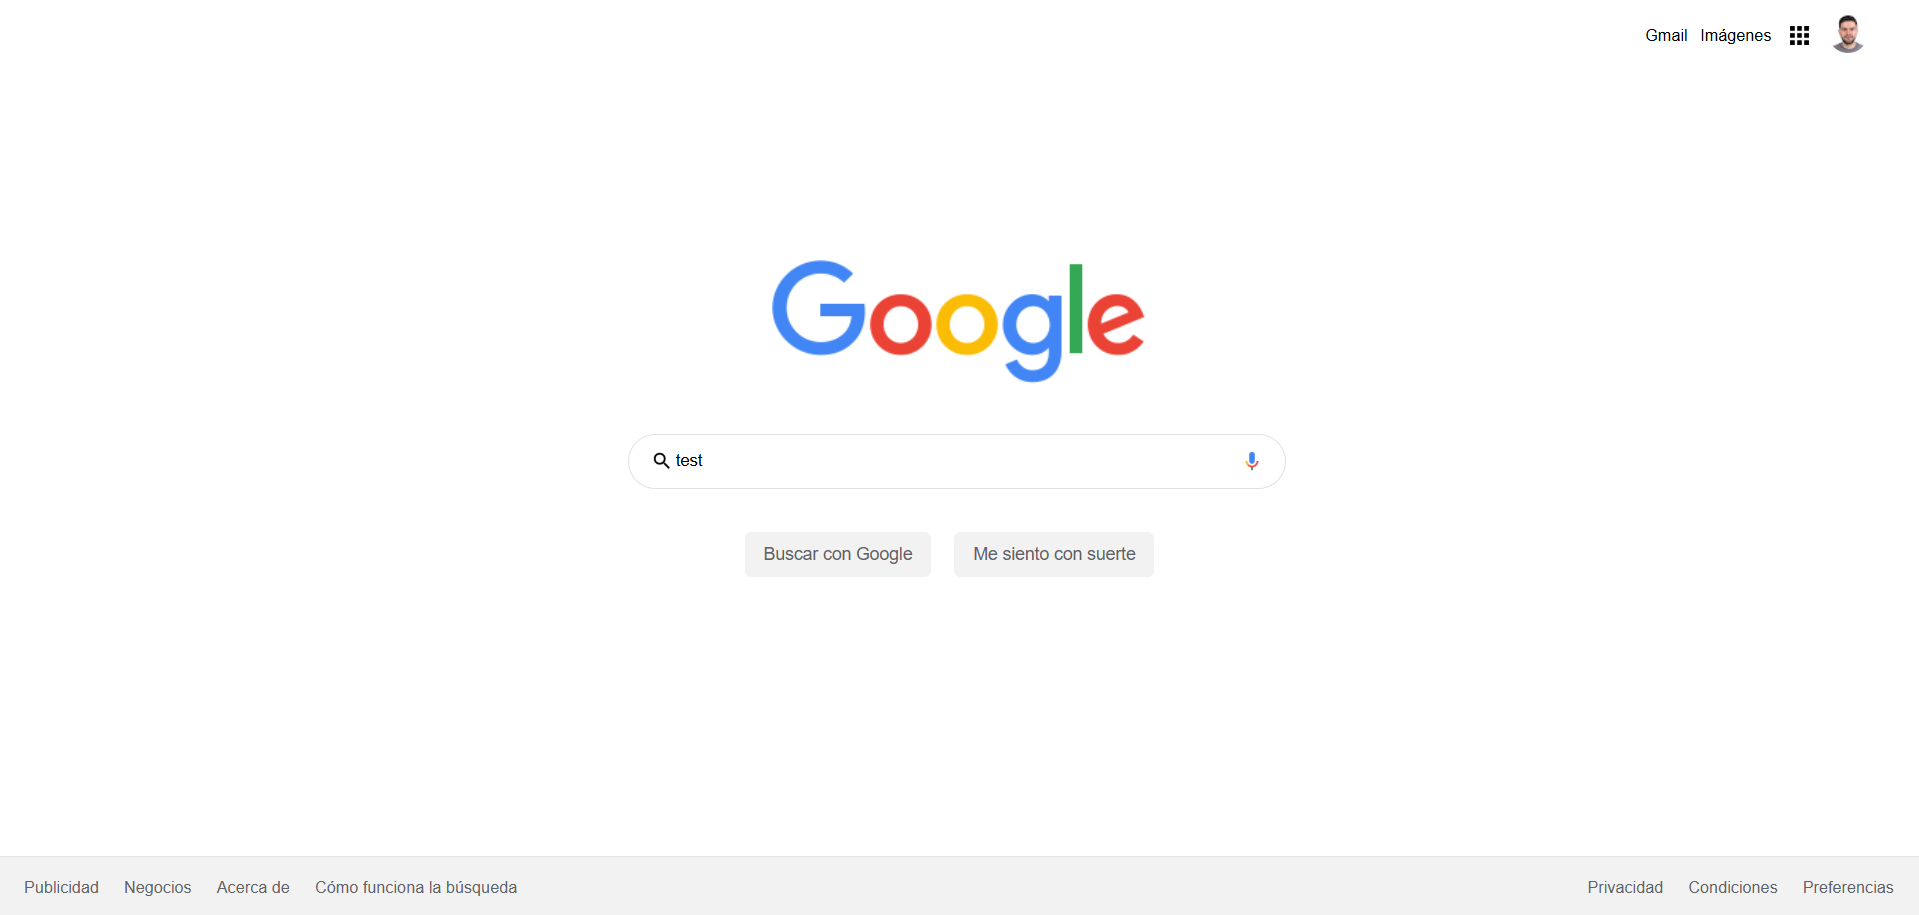 Gmail Imágenes
Google
test
Buscar con Google Me siento con suerte
Publicidad Negocios Acerca de Cómo funciona la búsqueda Privacidad Condiciones Preferencias